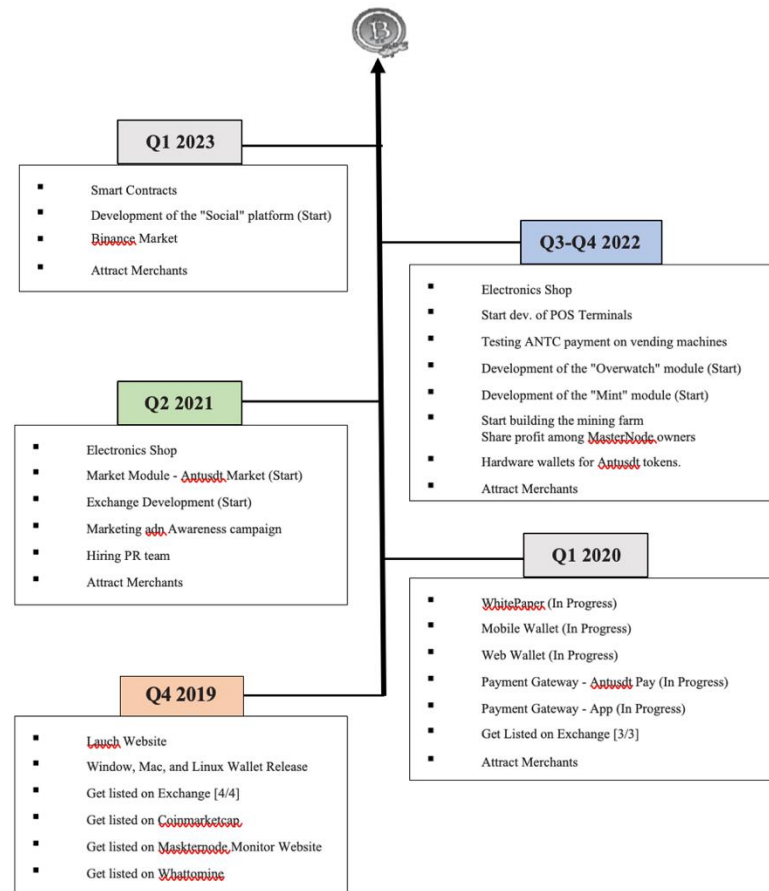 B
Q1 2023
Smart Contracts
Development of the "Social" platform (Start)
Binance Market
Attract Merchants
Q3-Q4 2022
Electronics Shop
Start dev. of POS Terminals
Testing ANTC payment on vending machines
Development of the "Overwatch" module (Start)
Development of the "Mint" module (Start)
Start building the mining farm
Share profit among MasterNode owners
Hardware wallets for Antusdt tokens.
Attract Merchants
Q2 2021
Electronics Shop
Market Module - Antusdt Market (Start)
Exchange Development (Start)
Marketing adn Awareness campaign
Hiring PR team
Attract Merchants
Q1 2020
WhitePaper (In Progress)
Mobile Wallet (In Progress)
Web Wallet (In Progress)
Payment Gateway - Antusdt Pay (In Progress)
Payment Gateway - App (In Progress)
Get Listed on Exchange [3/3]
Attract Merchants
Q4 2019
Lauch Website
Window, Mac, and Linux Wallet Release
Get listed on Exchange [4/4]
Get listed on Coinmarketcap
Get listed on Maskternode Monitor Website
Get listed on Whattomine